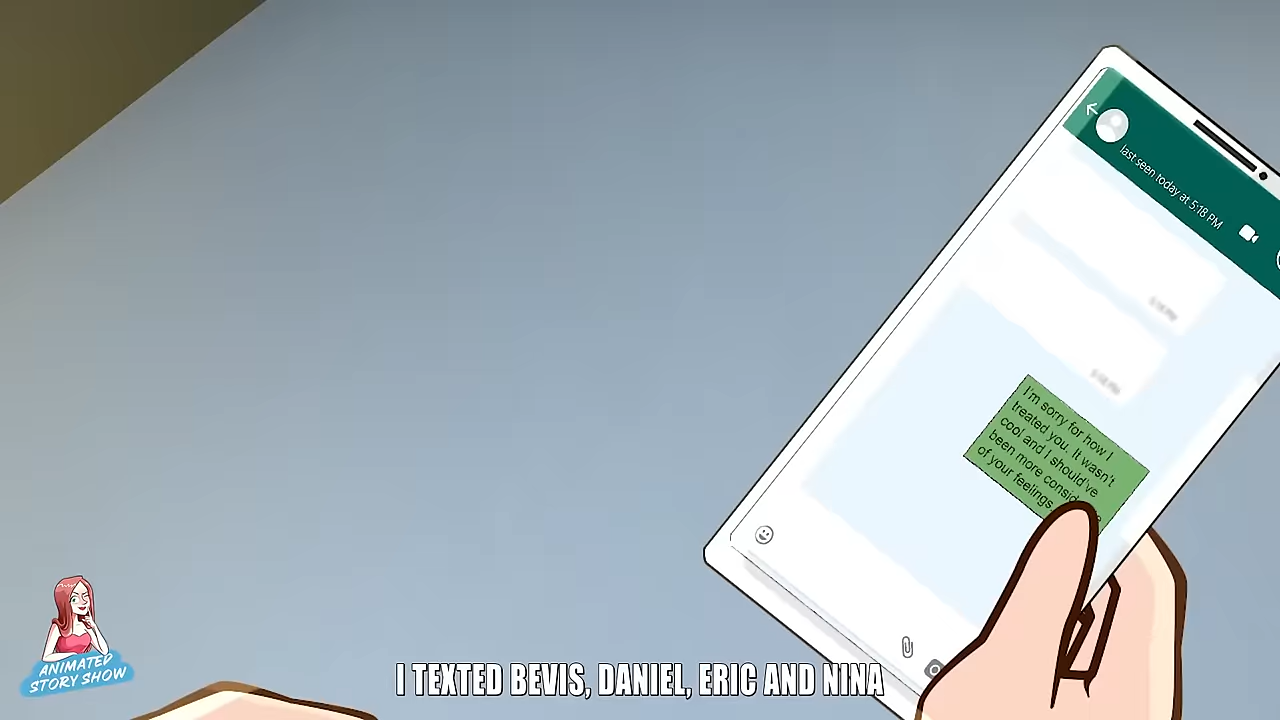 last seen today at 5:18 PM
I'm sorry for how I
treated you. It wasn't
cool and I should've
been more
of your feelings
ANIMATED
STORY SHOW
I TEXTED BEVIS, DANIEL, ERIC AND NINA